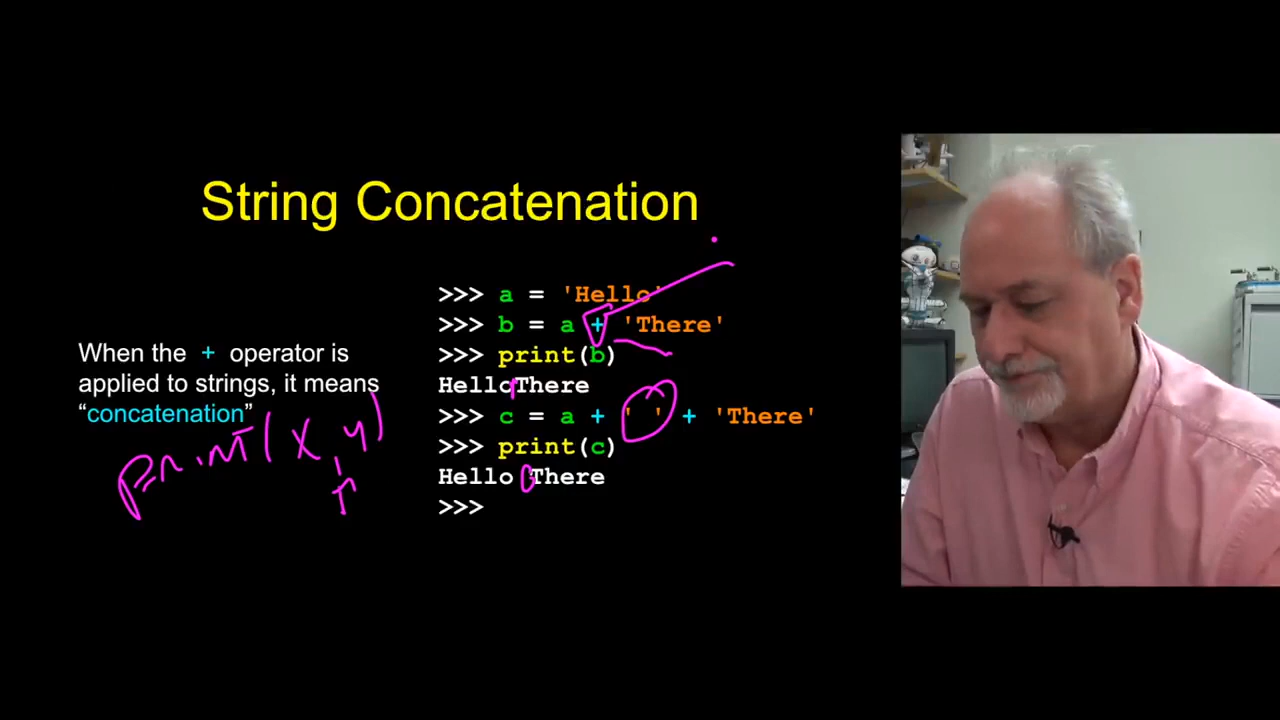 String Concatenation
When the + operator is
applied to strings, it means
“concatenation”
print(x,y)
>>> a = 'Hello'
>>> b = a + 'There'
>>> print(b)
HelloThere
>>> c = a + ' ' + 'There'
>>> print(c)
Hello There
>>>